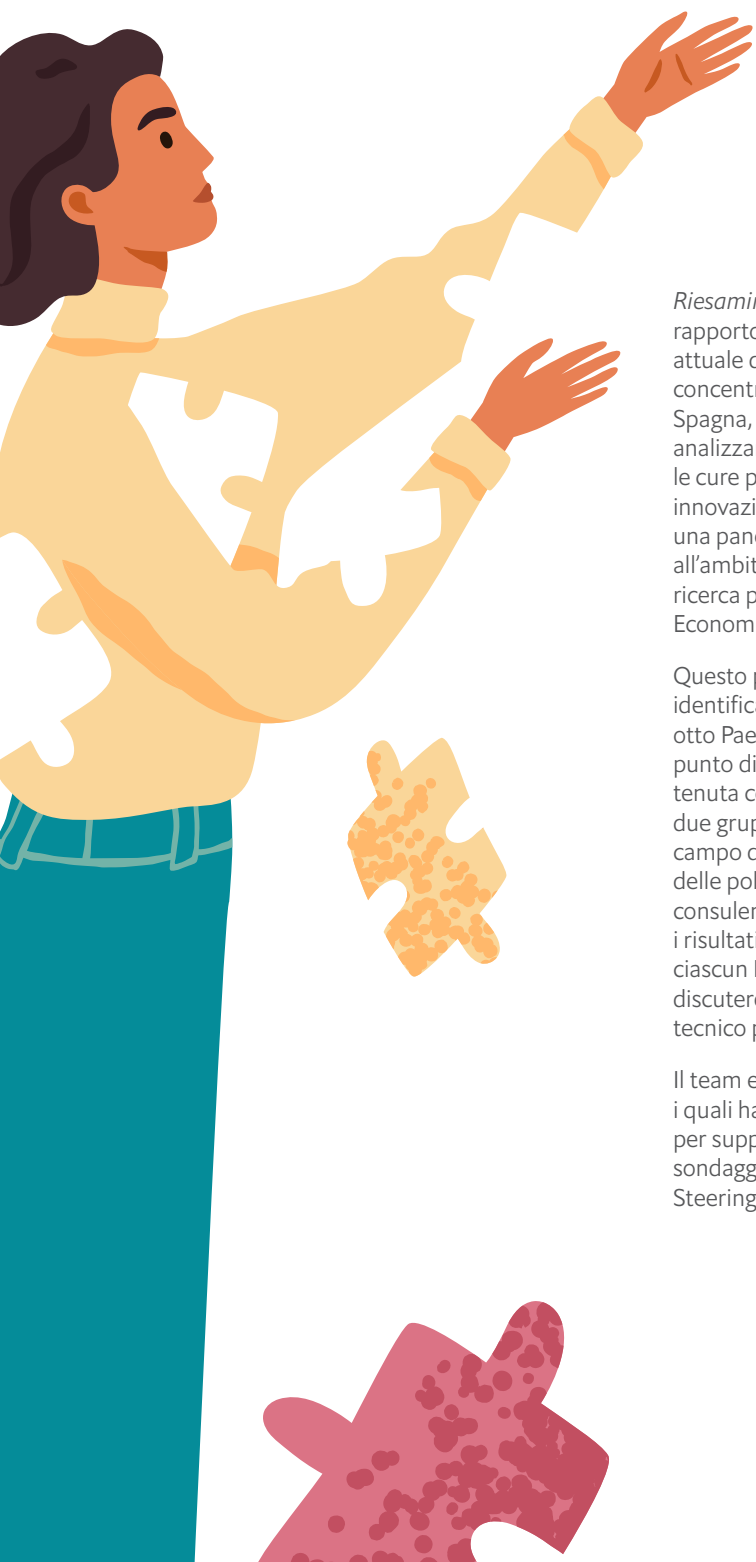 Riesamin
rapporto
attuale d
concentr
Spagna,
analizza
le cure p
innovazi
una pano
all'ambit
ricerca p
Econom
Questo p
identifica
otto Pae
punto di
tenuta co
due grup
campo d
delle pol
consulen
i risultati
ciascun
discutere
tecnico p
Il team e
i quali ha
per supp
sondagg
Steering